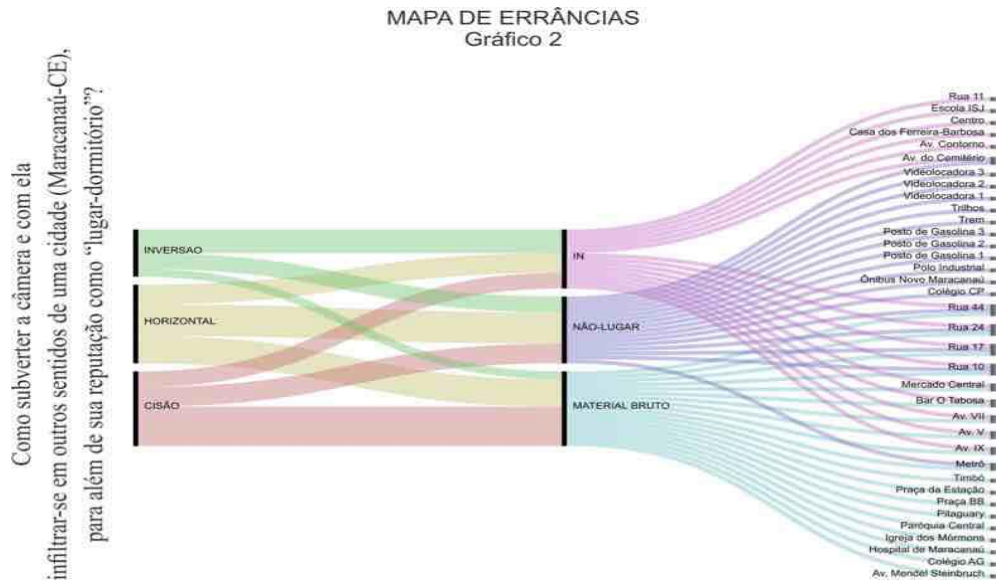 MAPA DE ERRÂNCIAS
Gráfico 2
Como subverter a câmera e com ela
infiltrar-se em outros sentidos de uma cidade (Maracanaú-CE),
para além de sua reputação como “lugar-dormitório”?
INVERSAO
HORIZONTAL
CISÃO
IN
NÃO-LUGAR
MATERIAL BRUTO
Rua 11
Escola ISJ
Centro
Casa dos Ferreira-Barbosa
Av. Contorno
Av. do Cemitério
Videolocadora 3
Videolocadora 2
Videolocadora 1
Trilhos
Trem
Posto de Gasolina 3
Posto de Gasolina 2
Posto de Gasolina 1
Polo Industrial
Ônibus Novo Maracanaú
Colégio CP
Rua 44
Rua 24
Rua 17
Rua 10
Mercado Central
Bar O Tabosa
Av. VII
Av. V
Av. IX
Metrô
Timbó
Praça da Estação
Praça BB
Pitaguary
Paróquia Central
Igreja dos Mórmons
Hospital de Maracanaú
Colégio AG
Av. Mendel Steinbruch